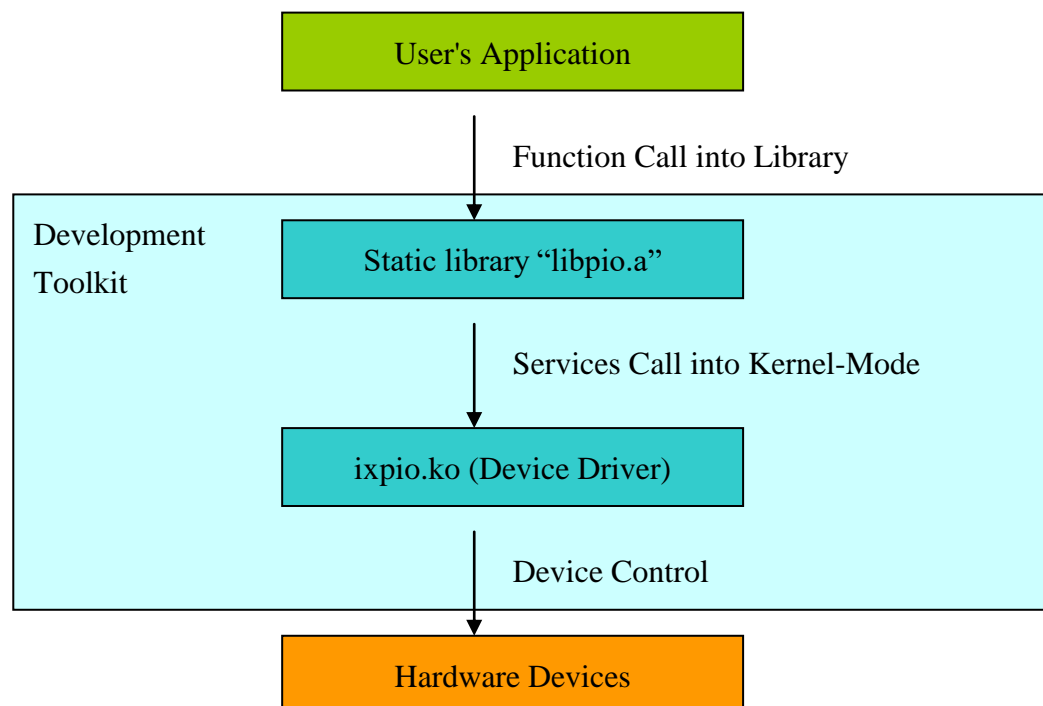 User's Application
Function Call into Library
Development
Toolkit
Static library “libpio.a”
Services Call into Kernel-Mode
ixpio.ko (Device Driver)
Device Control
Hardware Devices